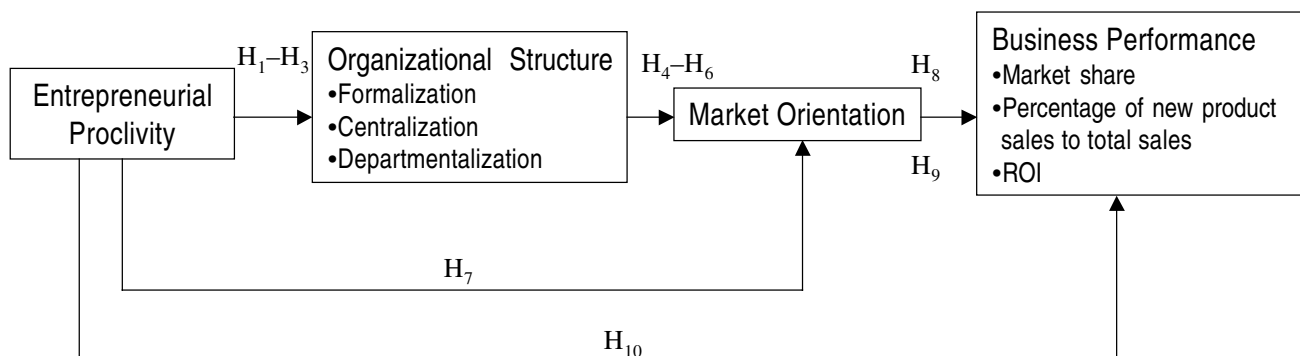 Entrepreneurial
Proclivity
H₁–H₃
Organizational Structure
•Formalization
•Centralization
•Departmentalization
H₄–H₆
Market Orientation
H₈
H₉
Business Performance
•Market share
•Percentage of new product
sales to total sales
•ROI
H₇
H₁₀